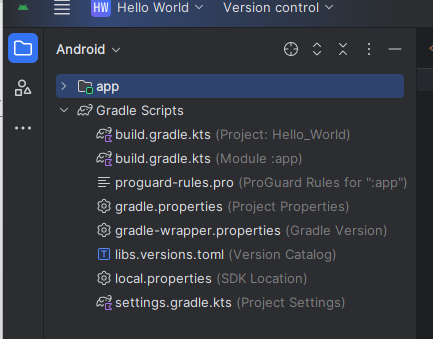 HW Hello World Version control
Android
app
Gradle Scripts
build.gradle.kts (Project: Hello_World)
build.gradle.kts (Module :app)
proguard-rules.pro (ProGuard Rules for ":app")
gradle.properties (Project Properties)
gradle-wrapper.properties (Gradle Version)
libs.versions.toml (Version Catalog)
local.properties (SDK Location)
settings.gradle.kts (Project Settings)